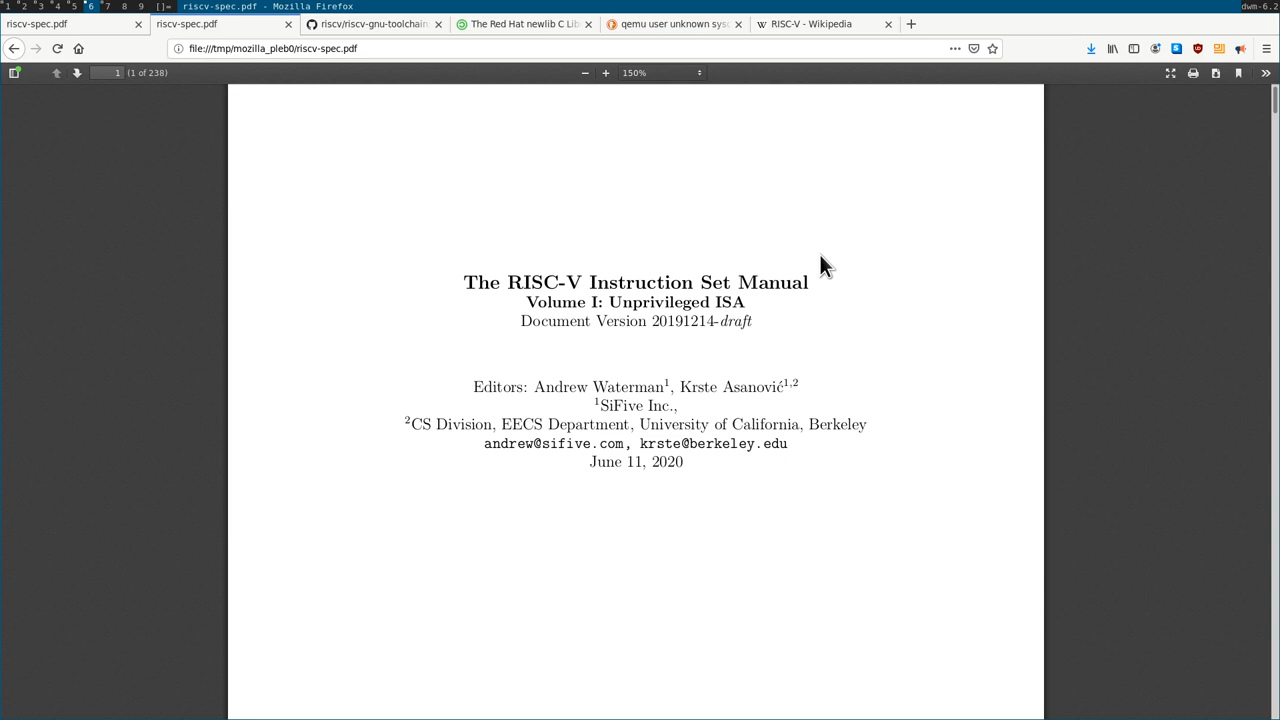 1 2 3 4 5 6 7 8 9 []= riscv-spec.pdf - Mozilla Firefox dwm-6.2
riscv-spec.pdf riscv-spec.pdf riscv/riscv-gnu-toolchain: The Red Hat newlib C Lib qemu user unknown sysc RISC-V - Wikipedia
file:///tmp/mozilla_pleb0/riscv-spec.pdf
1 (1 of 238) 150%
The RISC-V Instruction Set Manual
Volume I: Unprivileged ISA
Document Version 20191214-draft
Editors: Andrew Waterman1, Krste Asanović1,2
1SiFive Inc.,
2CS Division, EECS Department, University of California, Berkeley
andrew@sifive.com, krste@berkeley.edu
June 11, 2020